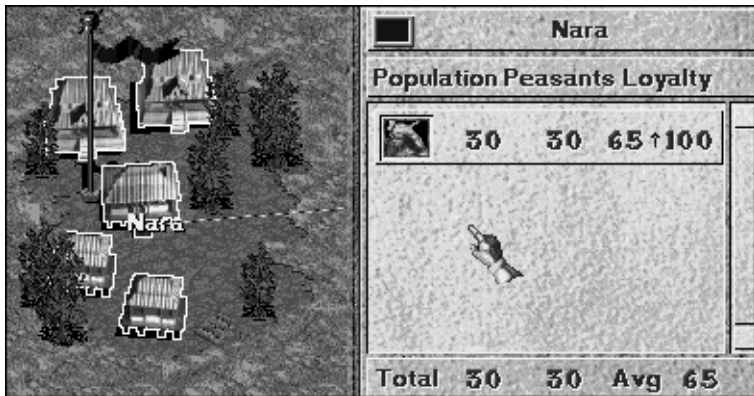 Nara
Nara
Population Peasants Loyalty
30 30 65↑100
Total 30 30 Avg 65